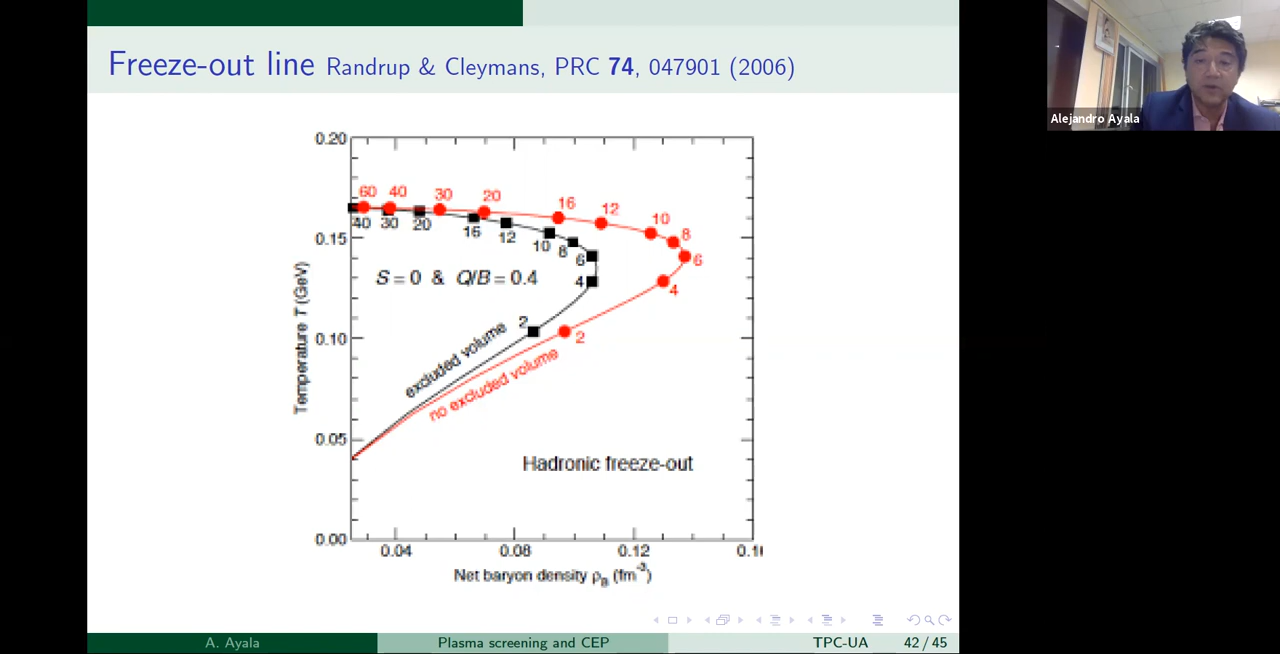 Freeze-out line Randrup & Cleymans, PRC 74, 047901 (2006)
Alejandro Ayala
0.20
60 40 30 20 16 12 10 8 6 4 2
40 30 20 16 12 10 8 6 4 2
0.15
S = 0 & Q/B = 0.4
Temperature T (GeV)
0.10
excluded volume
no excluded volume
0.05
Hadronic freeze-out
0.00
0.04 0.08 0.12
Net baryon density ρB (fm-3)
A. Ayala Plasma screening and CEP TPC-UA 42 / 45